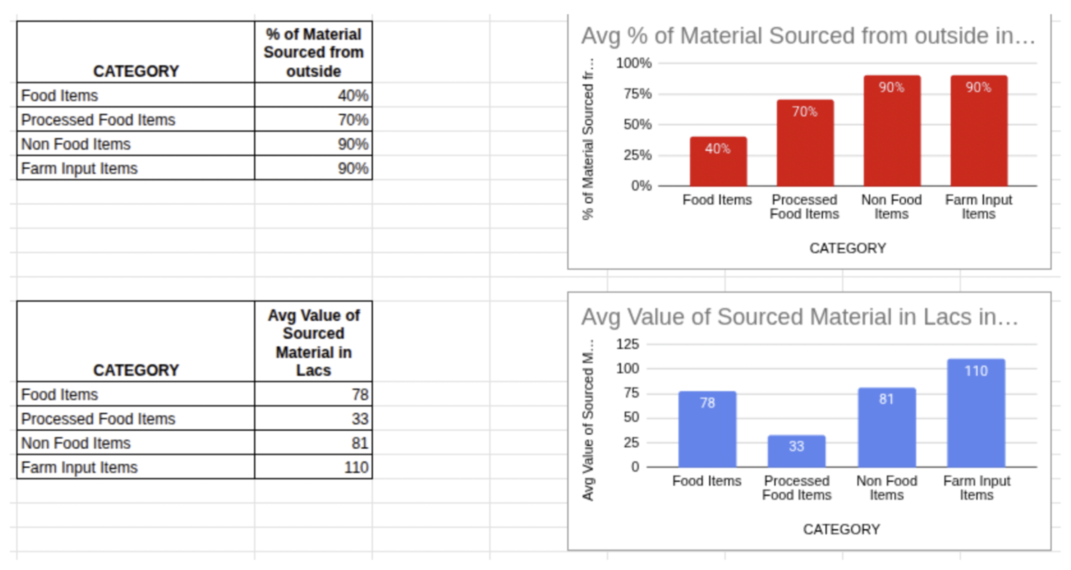 CATEGORY % of Material Sourced from outside
Food Items 40%
Processed Food Items 70%
Non Food Items 90%
Farm Input Items 90%
Avg % of Material Sourced from outside in...
% of Material Sourced fr...
100%
75%
50%
25%
0%
40%
70%
90%
90%
Food Items
Processed Food Items
Non Food Items
Farm Input Items
CATEGORY
CATEGORY Avg Value of Sourced Material in Lacs
Food Items 78
Processed Food Items 33
Non Food Items 81
Farm Input Items 110
Avg Value of Sourced Material in Lacs in...
Avg Value of Sourced M...
125
100
75
50
25
0
78
33
81
110
Food Items
Processed Food Items
Non Food Items
Farm Input Items
CATEGORY